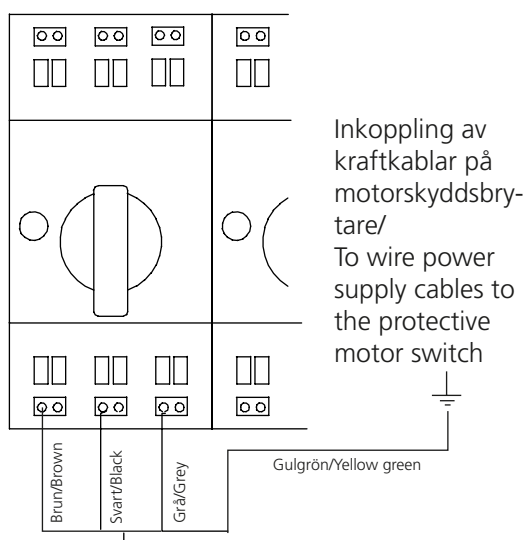 Inkoppling av
kraftkablar på
motorskyddsbry-
tare/
To wire power
supply cables to
the protective
motor switch
Brun/Brown
Svart/Black
Grå/Grey
Gulgrön/Yellow green